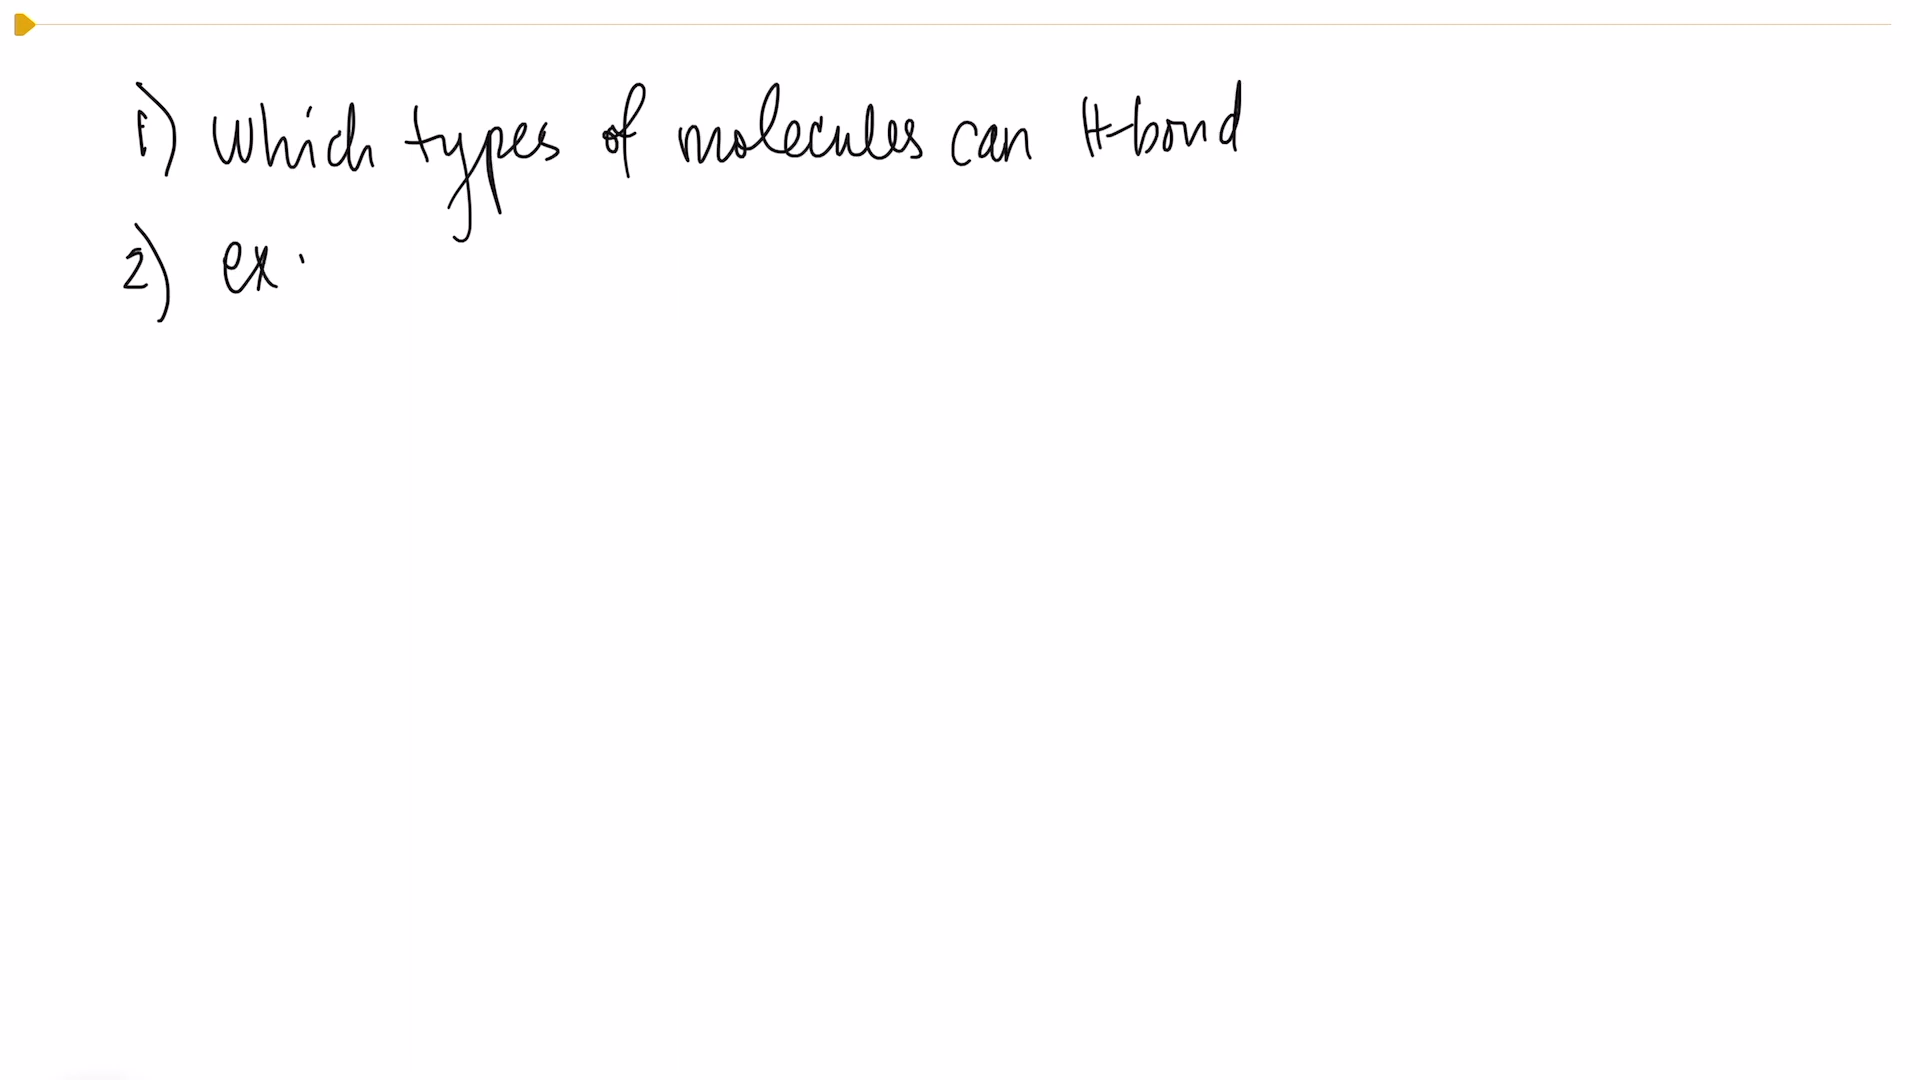 1) Which types of molecules can H-bond
2) ex.